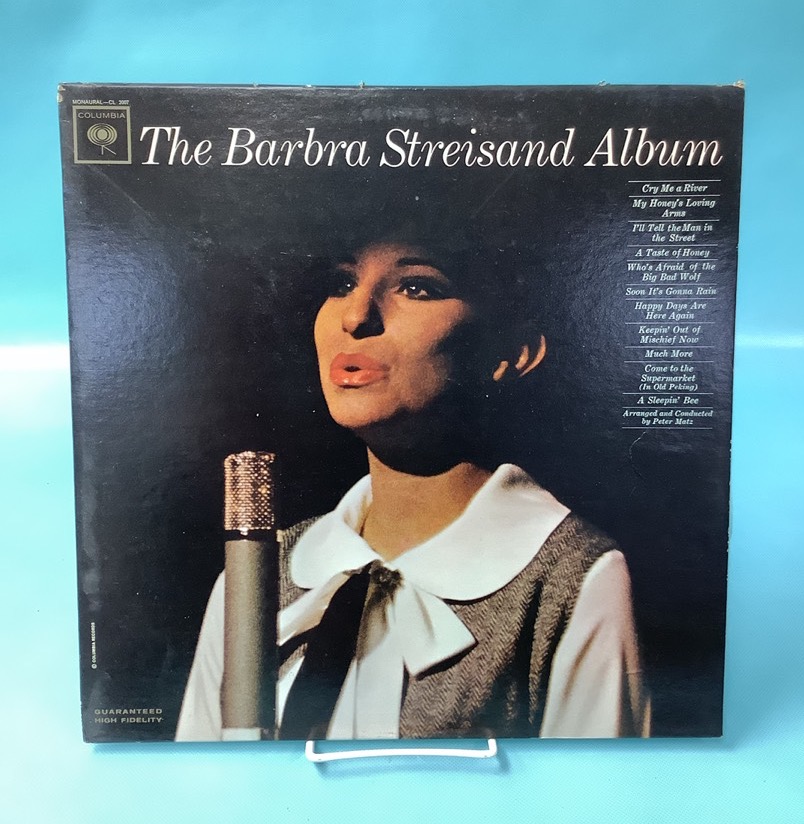 MONAURAL—CL 2007
COLUMBIA
The Barbra Streisand Album
Cry Me a River
My Honey's Loving
Arms
I'll Tell the Man in
the Street
A Taste of Honey
Who's Afraid of the
Big Bad Wolf
Soon It's Gonna Rain
Happy Days Are
Here Again
Keepin' Out of
Mischief Now
Much More
Come to the
Supermarket
(In Old Peking)
A Sleepin' Bee
Arranged and Conducted
by Peter Matz
© COLUMBIA RECORDS
GUARANTEED
HIGH FIDELITY